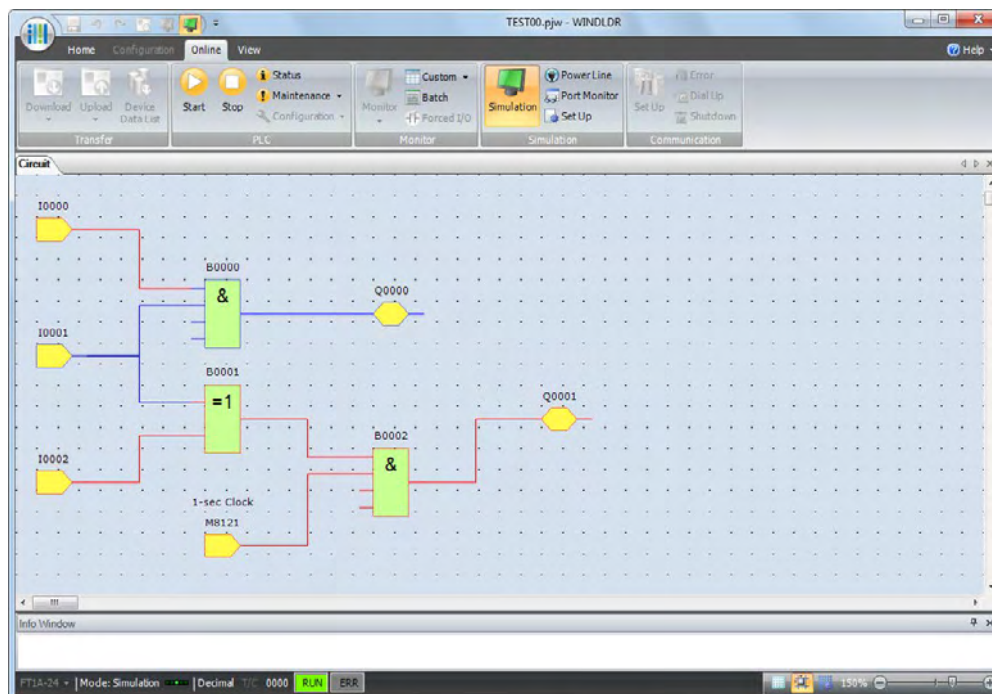 TEST00.pjw - WINDLDR
Home Configuration Online View Help
Download Upload Device Data List
Transfer
Start Stop
Status
Maintenance
Configuration
PLC
Monitor
Custom
Batch
Forced I/O
Monitor
Simulation
Power Line
Port Monitor
Set Up
Simulation
Set Up
Error
Dial Up
Shutdown
Communication
Circuit
I0000
B0000
&
Q0000
I0001
B0001
=1
Q0001
B0002
&
I0002
1-sec Clock
M8121
Info Window
FT1A-24 Mode: Simulation Decimal T/C 0000 RUN ERR 150%